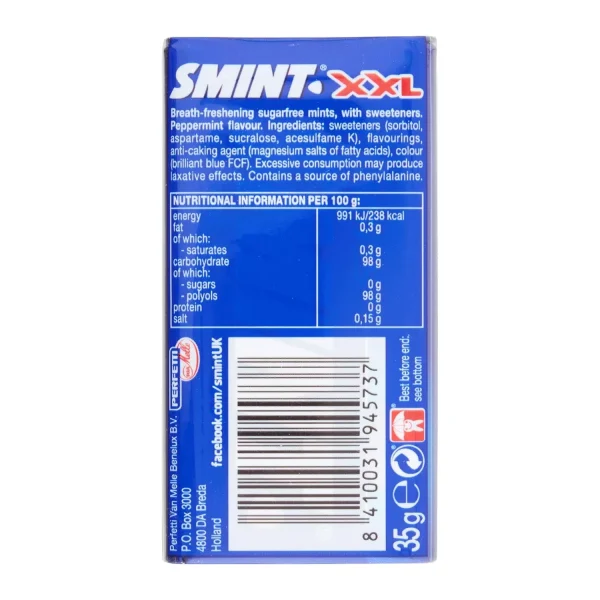 SMINT® XXL
Breath-freshening sugarfree mints, with sweeteners.
Peppermint flavour. Ingredients: sweeteners (sorbitol,
aspartame, sucralose, acesulfame K), flavourings,
anti-caking agent (magnesium salts of fatty acids), colour
(brilliant blue FCF). Excessive consumption may produce
laxative effects. Contains a source of phenylalanine.
NUTRITIONAL INFORMATION PER 100 g:
energy 991 kJ/238 kcal
fat 0,3 g
of which:
- saturates 0,3 g
carbohydrate 98 g
of which:
- sugars 0 g
- polyols 98 g
protein 0 g
salt 0,15 g
PERFETTI
van Melle
Perfetti Van Melle Benelux B.V.
P.O. Box 3000
4800 DA Breda
Holland
facebook.com/smintUK
8 410031 945737
Best before end:
see bottom
35g e